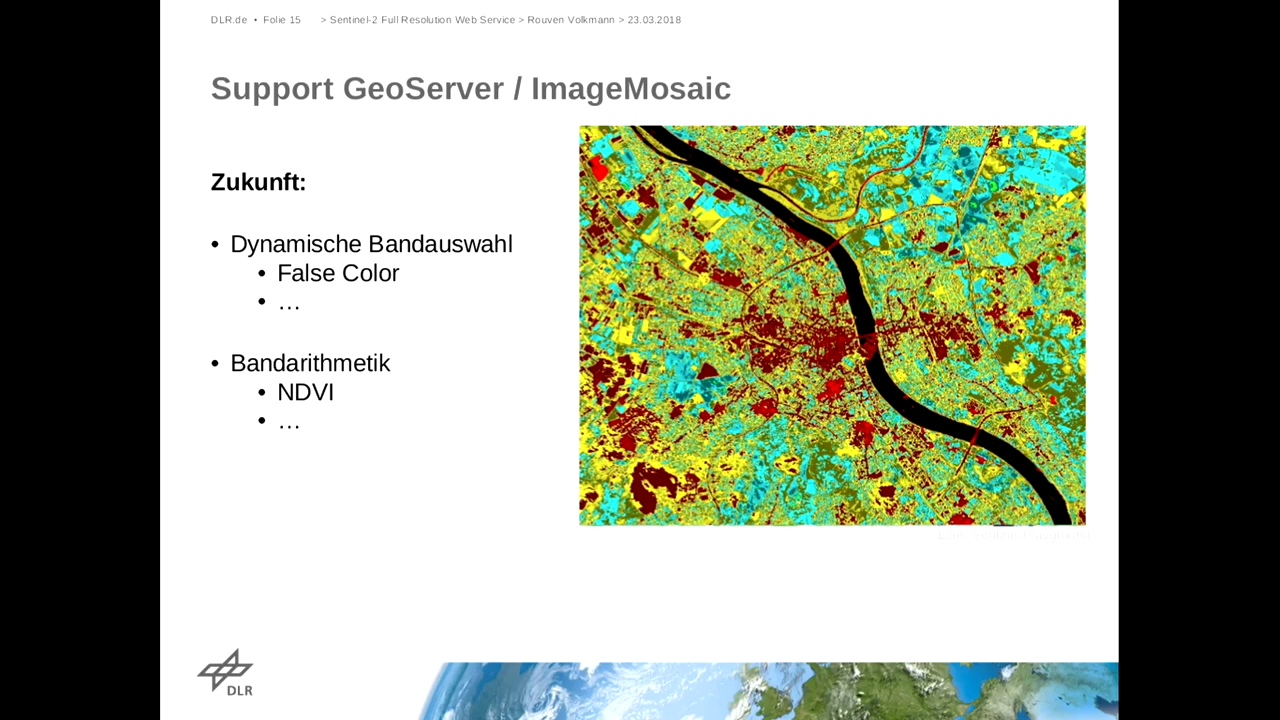 DLR.de • Folie 15 > Sentinel-2 Full Resolution Web Service > Rouven Volkmann > 23.03.2018
Support GeoServer / ImageMosaic
Zukunft:
• Dynamische Bandauswahl
• False Color
• …
• Bandarithmetik
• NDVI
• …
DLR